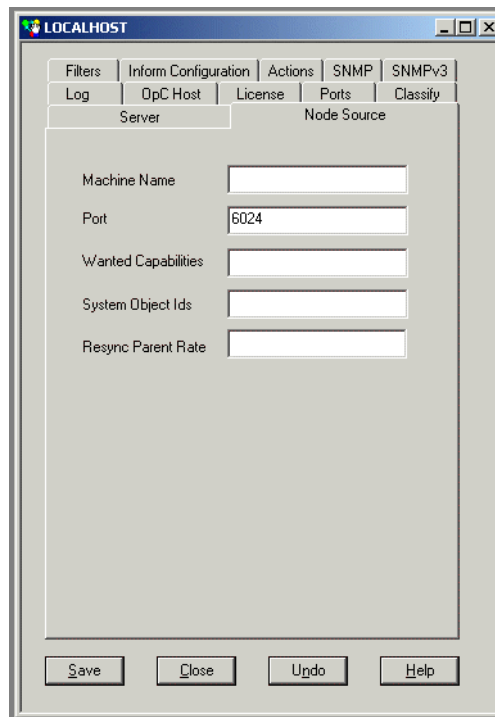 LOCALHOST
Filters Inform Configuration Actions SNMP SNMPv3
Log OpC Host License Ports Classify
Server Node Source
Machine Name
Port 6024
Wanted Capabilities
System Object Ids
Resync Parent Rate
Save Close Undo Help